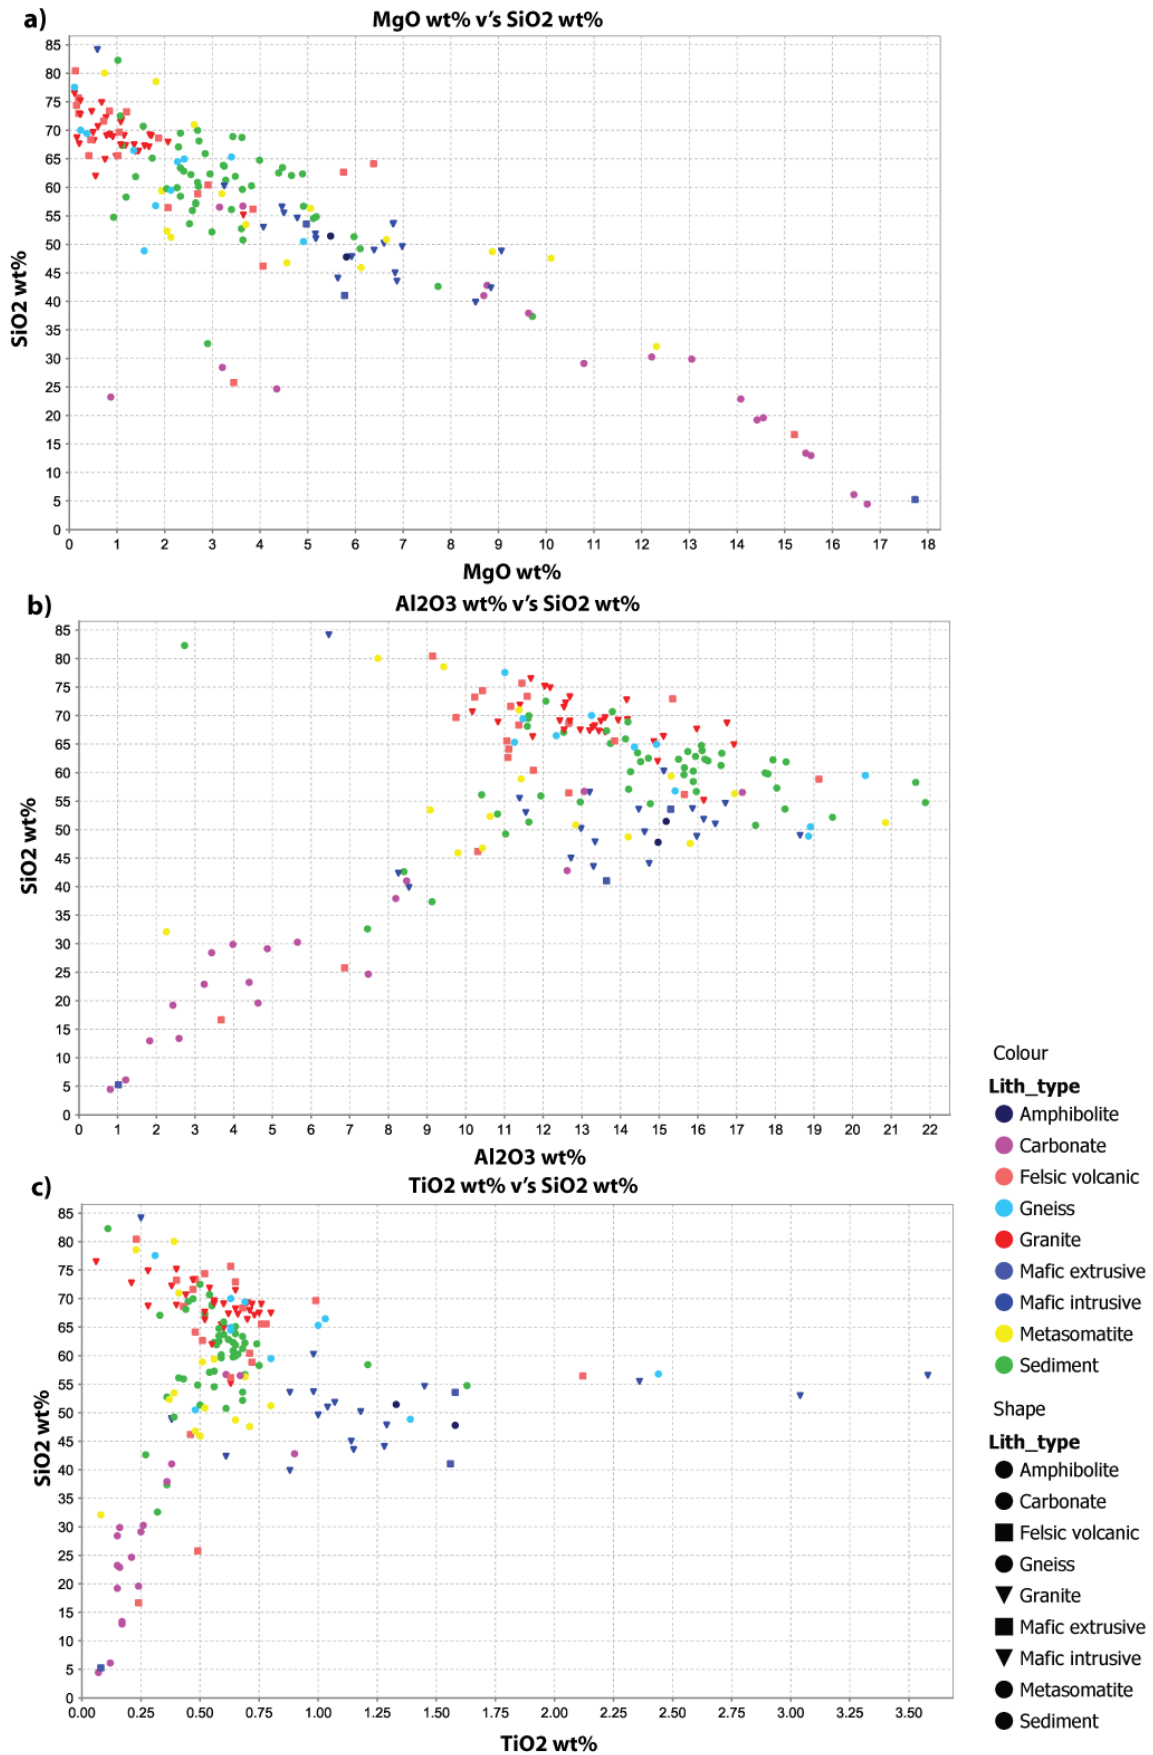 a)
MgO wt% v’s SiO2 wt%
85
80
75
70
65
60
55
50
45
40
35
30
25
20
15
10
5
0
SiO2 wt%
0 1 2 3 4 5 6 7 8 9 10 11 12 13 14 15 16 17 18
MgO wt%
b)
Al2O3 wt% v’s SiO2 wt%
85
80
75
70
65
60
55
50
45
40
35
30
25
20
15
10
5
0
SiO2 wt%
0 1 2 3 4 5 6 7 8 9 10 11 12 13 14 15 16 17 18 19 20 21 22
Al2O3 wt%
c)
TiO2 wt% v’s SiO2 wt%
85
80
75
70
65
60
55
50
45
40
35
30
25
20
15
10
5
0
SiO2 wt%
0.00 0.25 0.50 0.75 1.00 1.25 1.50 1.75 2.00 2.25 2.50 2.75 3.00 3.25 3.50
TiO2 wt%
Colour
Lith_type
Amphibolite
Carbonate
Felsic volcanic
Gneiss
Granite
Mafic extrusive
Mafic intrusive
Metasomatite
Sediment
Shape
Lith_type
Amphibolite
Carbonate
Felsic volcanic
Gneiss
Granite
Mafic extrusive
Mafic intrusive
Metasomatite
Sediment